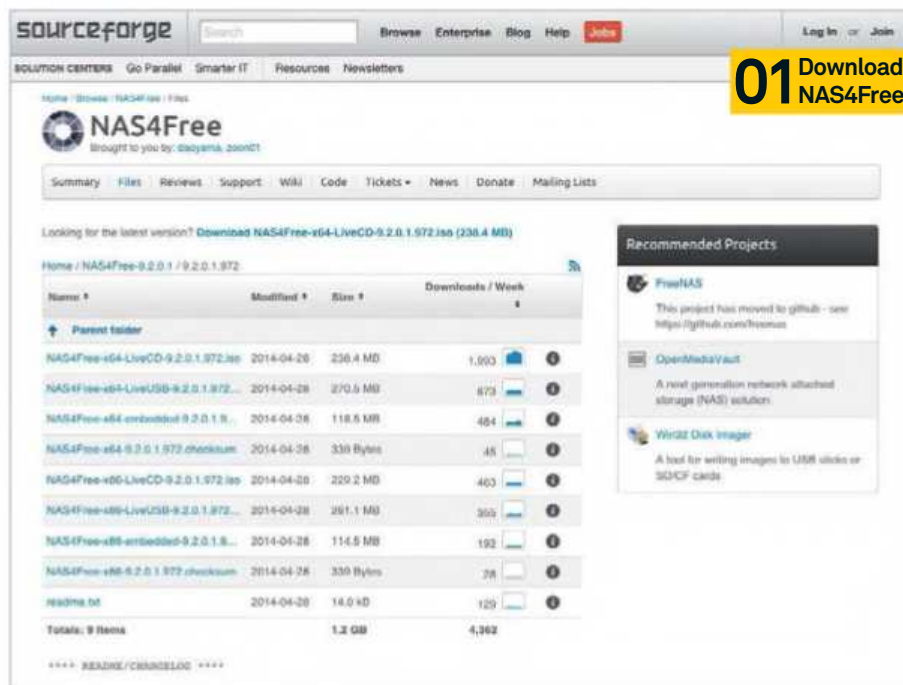 sourceforge Search Browse Enterprise Blog Help Jobs Log In or Join
SOLUTION CENTERS Go Parallel Smarter IT Resources Newsletters
01 Download NAS4Free
Home / Browse / NAS4Free / Files
NAS4Free
Brought to you by: daoyama, zoon01
Summary Files Reviews Support Wiki Code Tickets News Donate Mailing Lists
Looking for the latest version? Download NAS4Free-x64-LiveCD-9.2.0.1.972.iso (238.4 MB)
Home / NAS4Free-9.2.0.1 / 9.2.0.1.972
Name Modified Size Downloads / Week
Parent folder
NAS4Free-x64-LiveCD-9.2.0.1.972.iso 2014-04-28 238.4 MB 1,993
NAS4Free-x64-LiveUSB-9.2.0.1.972... 2014-04-28 270.5 MB 673
NAS4Free-x64-embedded-9.2.0.1.9... 2014-04-28 118.5 MB 484
NAS4Free-x64-9.2.0.1.972.checksum 2014-04-28 339 Bytes 45
NAS4Free-x86-LiveCD-9.2.0.1.972.iso 2014-04-28 229.2 MB 463
NAS4Free-x86-LiveUSB-9.2.0.1.972... 2014-04-28 261.1 MB 355
NAS4Free-x86-embedded-9.2.0.1.9... 2014-04-28 114.5 MB 192
NAS4Free-x86-9.2.0.1.972.checksum 2014-04-28 339 Bytes 28
readme.txt 2014-04-28 14.0 kB 129
Totals: 9 Items 1.2 GB 4,362
**** README/CHANGELOG ****
Recommended Projects
FreeNAS
This project has moved to github - see
https://github.com/freenas
OpenMediaVault
A next generation network attached
storage (NAS) solution
Win32 Disk Imager
A tool for writing images to USB sticks or
SD/CF cards